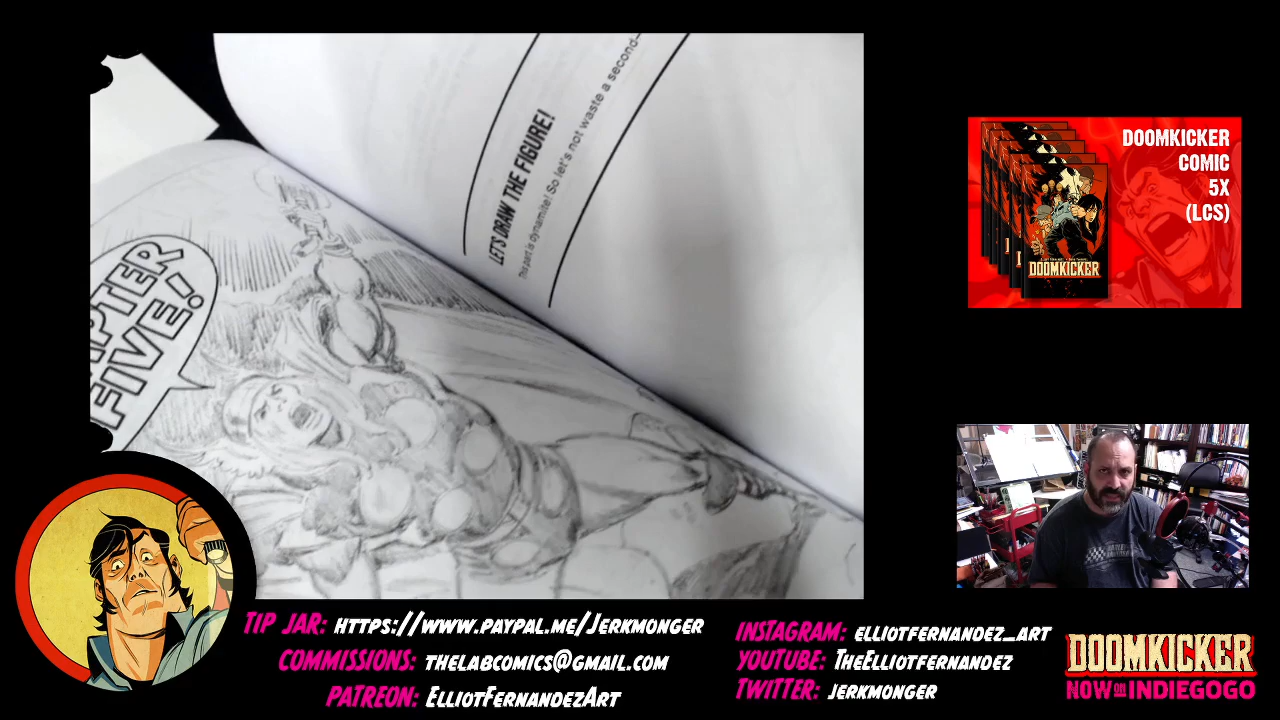 LET'S DRAW THE FIGURE!
This part is dynamite! So let's not waste a second—
PTER
FIVE!
DOOMKICKER
COMIC
5X
(LCS)
DOOMKICKER
TIP JAR: HTTPS://WWW.PAYPAL.ME/JERKMONGER
COMMISSIONS: THELABCOMICS@GMAIL.COM
PATREON: ELLIOTFERNANDEZART
INSTAGRAM: ELLIOTFERNANDEZ_ART
YOUTUBE: THEELLIOTFERNANDEZ
TWITTER: JERKMONGER
DOOMKICKER
NOW ON INDIEGOGO